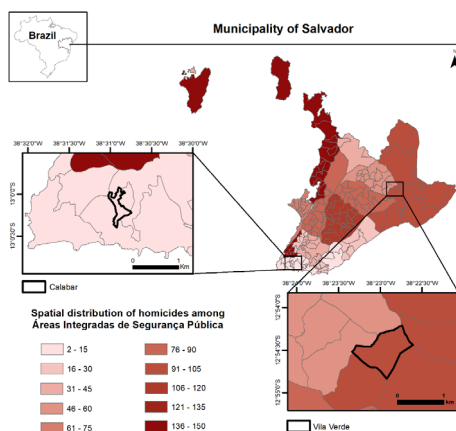 Brazil
Municipality of Salvador
38°32'0"W 38°31'0"W 38°30'30"W 38°30'0"W
13°0'0"S
13°0'30"S
0 1
Km
Calabar
Spatial distribution of homicides among
Áreas Integradas de Segurança Pública
2 - 15
16 - 30
31 - 45
46 - 60
61 - 75
76 - 90
91 - 105
106 - 120
121 - 135
136 - 150
38°23'30"W 38°23'0"W 38°22'30"W
12°54'0"S
12°54'30"S
12°55'0"S
0 1
Km
Vila Verde